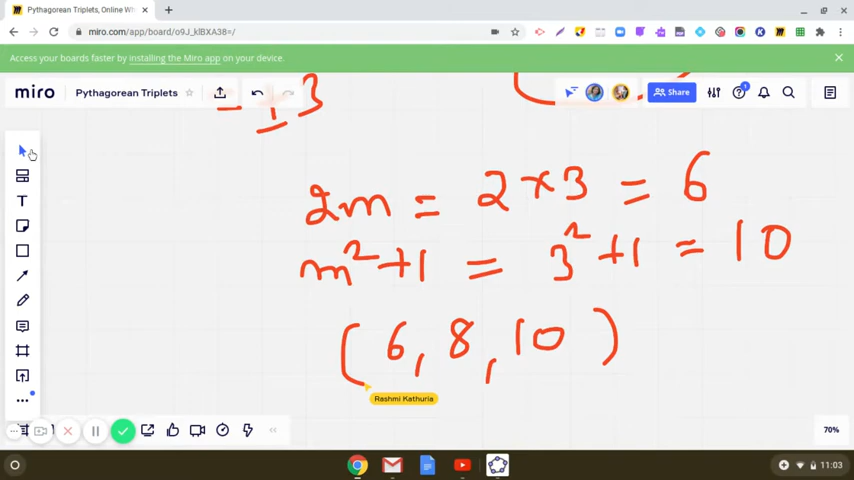 Pythagorean Triplets, Online Wh
miro.com/app/board/o9J_klBXA38=/
Access your boards faster by installing the Miro app on your device.
miro Pythagorean Triplets Share 1
= + 3
2m = 2 × 3 = 6
m² + 1 = 3² + 1 = 10
( 6, 8, 10 )
Rashmi Kathuria
70%
11:03